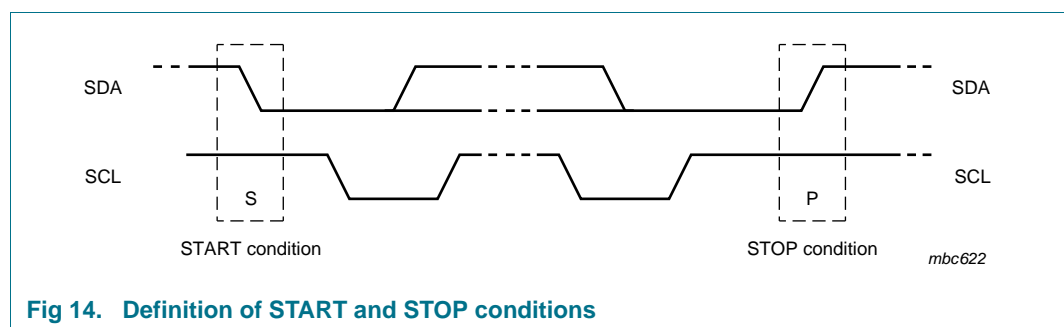 SDA
SDA
SCL
SCL
S
P
START condition
STOP condition
mbc622
Fig 14. Definition of START and STOP conditions